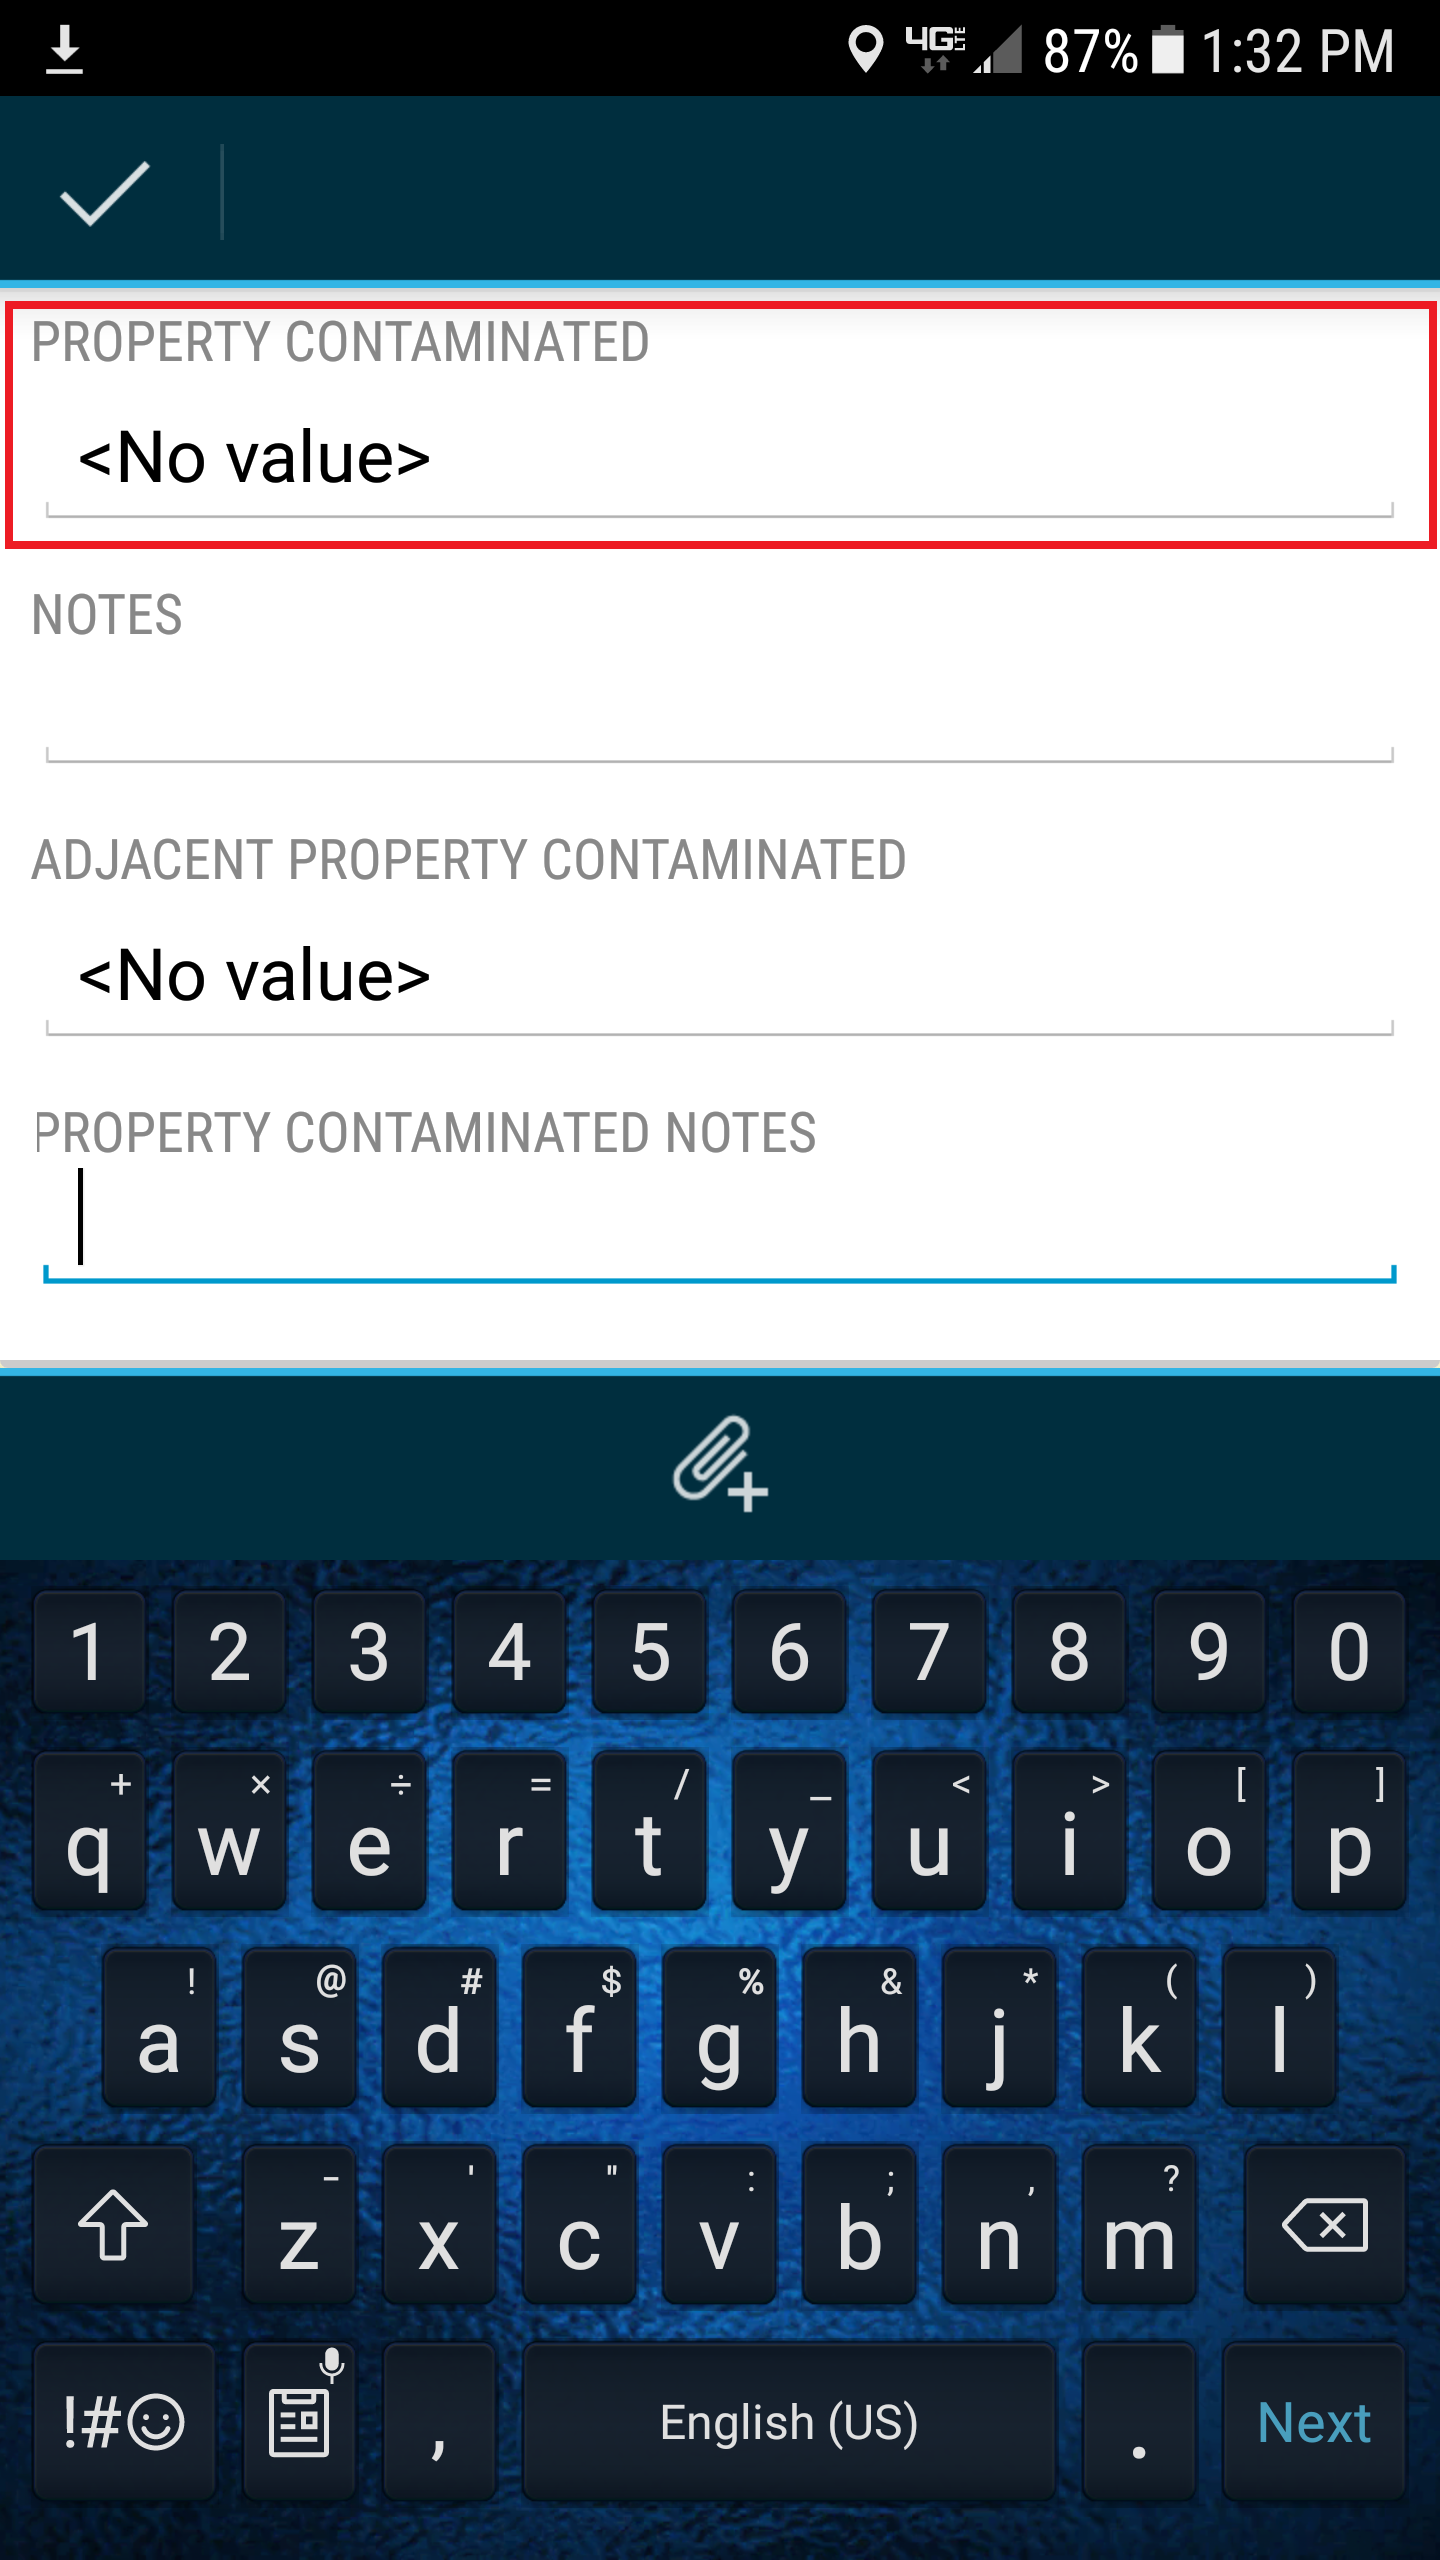 4G LTE 87% 1:32 PM
PROPERTY CONTAMINATED
<No value>
NOTES
ADJACENT PROPERTY CONTAMINATED
<No value>
PROPERTY CONTAMINATED NOTES
1 2 3 4 5 6 7 8 9 0
+ × ÷ = / _ < > [ ]
q w e r t y u i o p
! @ # $ % & * ( )
a s d f g h j k l
- ' " : ; , ?
z x c v b n m
!#☺ , English (US) . Next